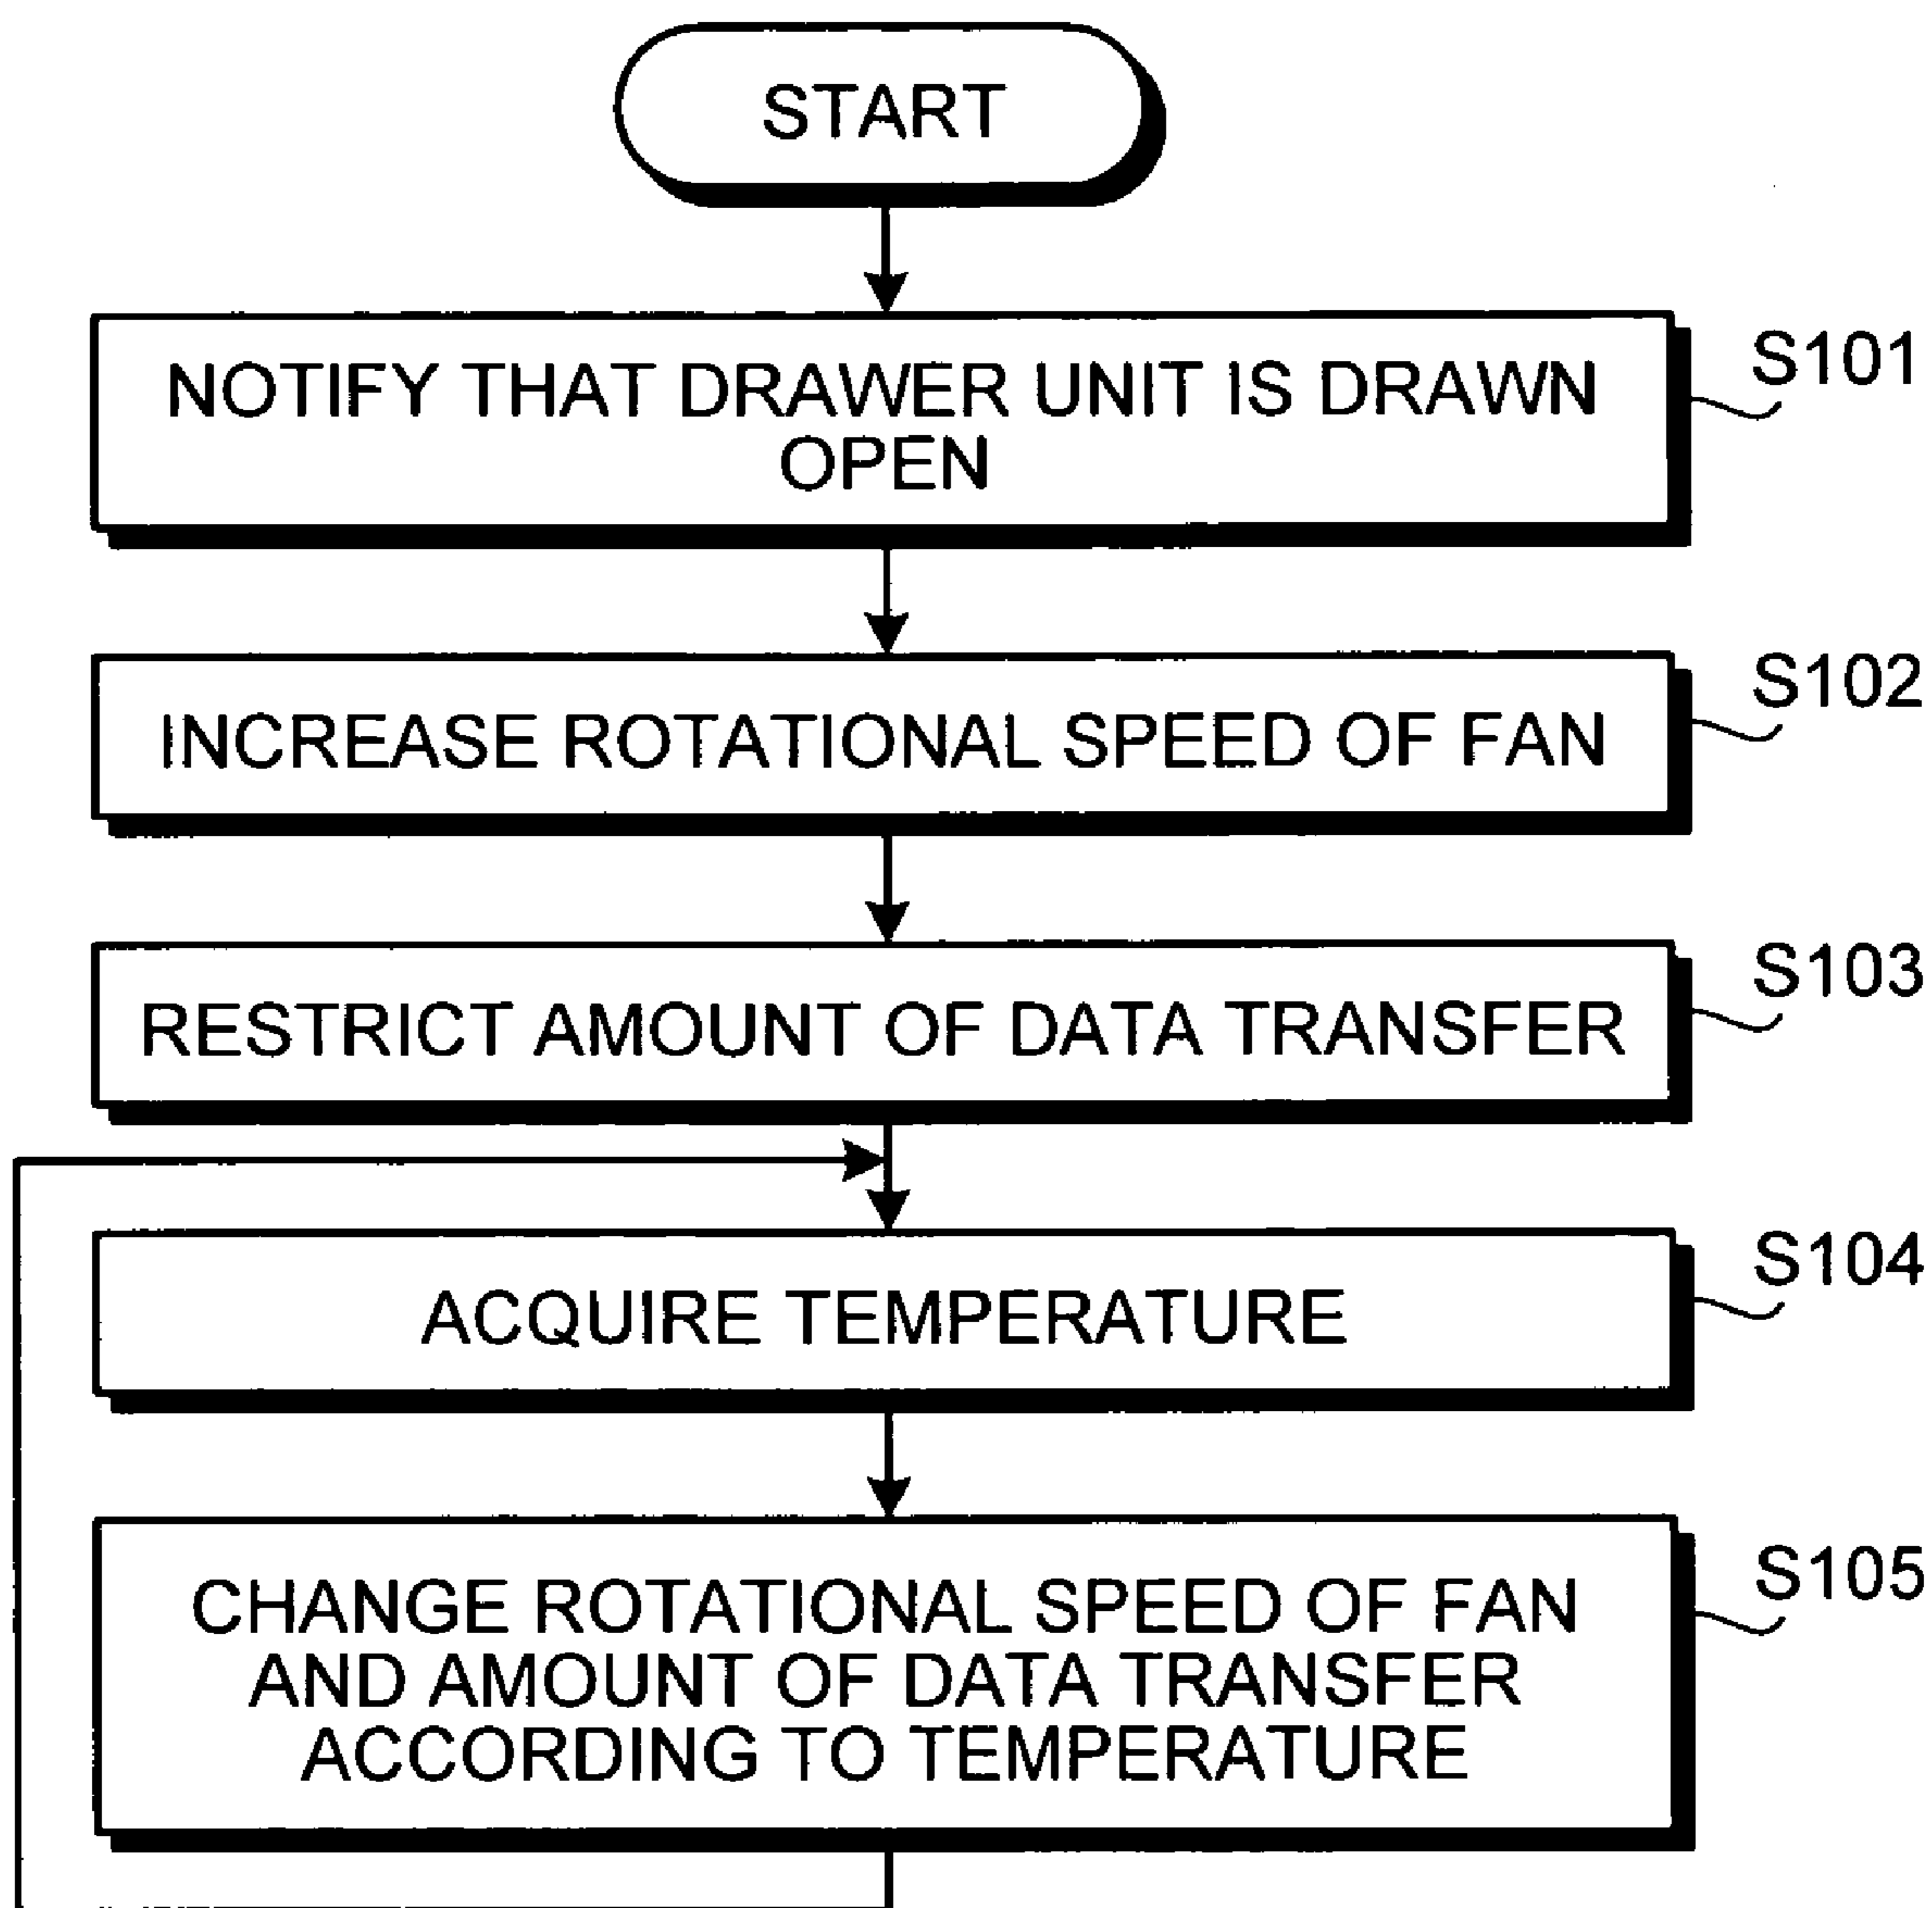 START
NOTIFY THAT DRAWER UNIT IS DRAWN
OPEN
S101
INCREASE ROTATIONAL SPEED OF FAN
S102
RESTRICT AMOUNT OF DATA TRANSFER
S103
ACQUIRE TEMPERATURE
S104
CHANGE ROTATIONAL SPEED OF FAN
AND AMOUNT OF DATA TRANSFER
ACCORDING TO TEMPERATURE
S105